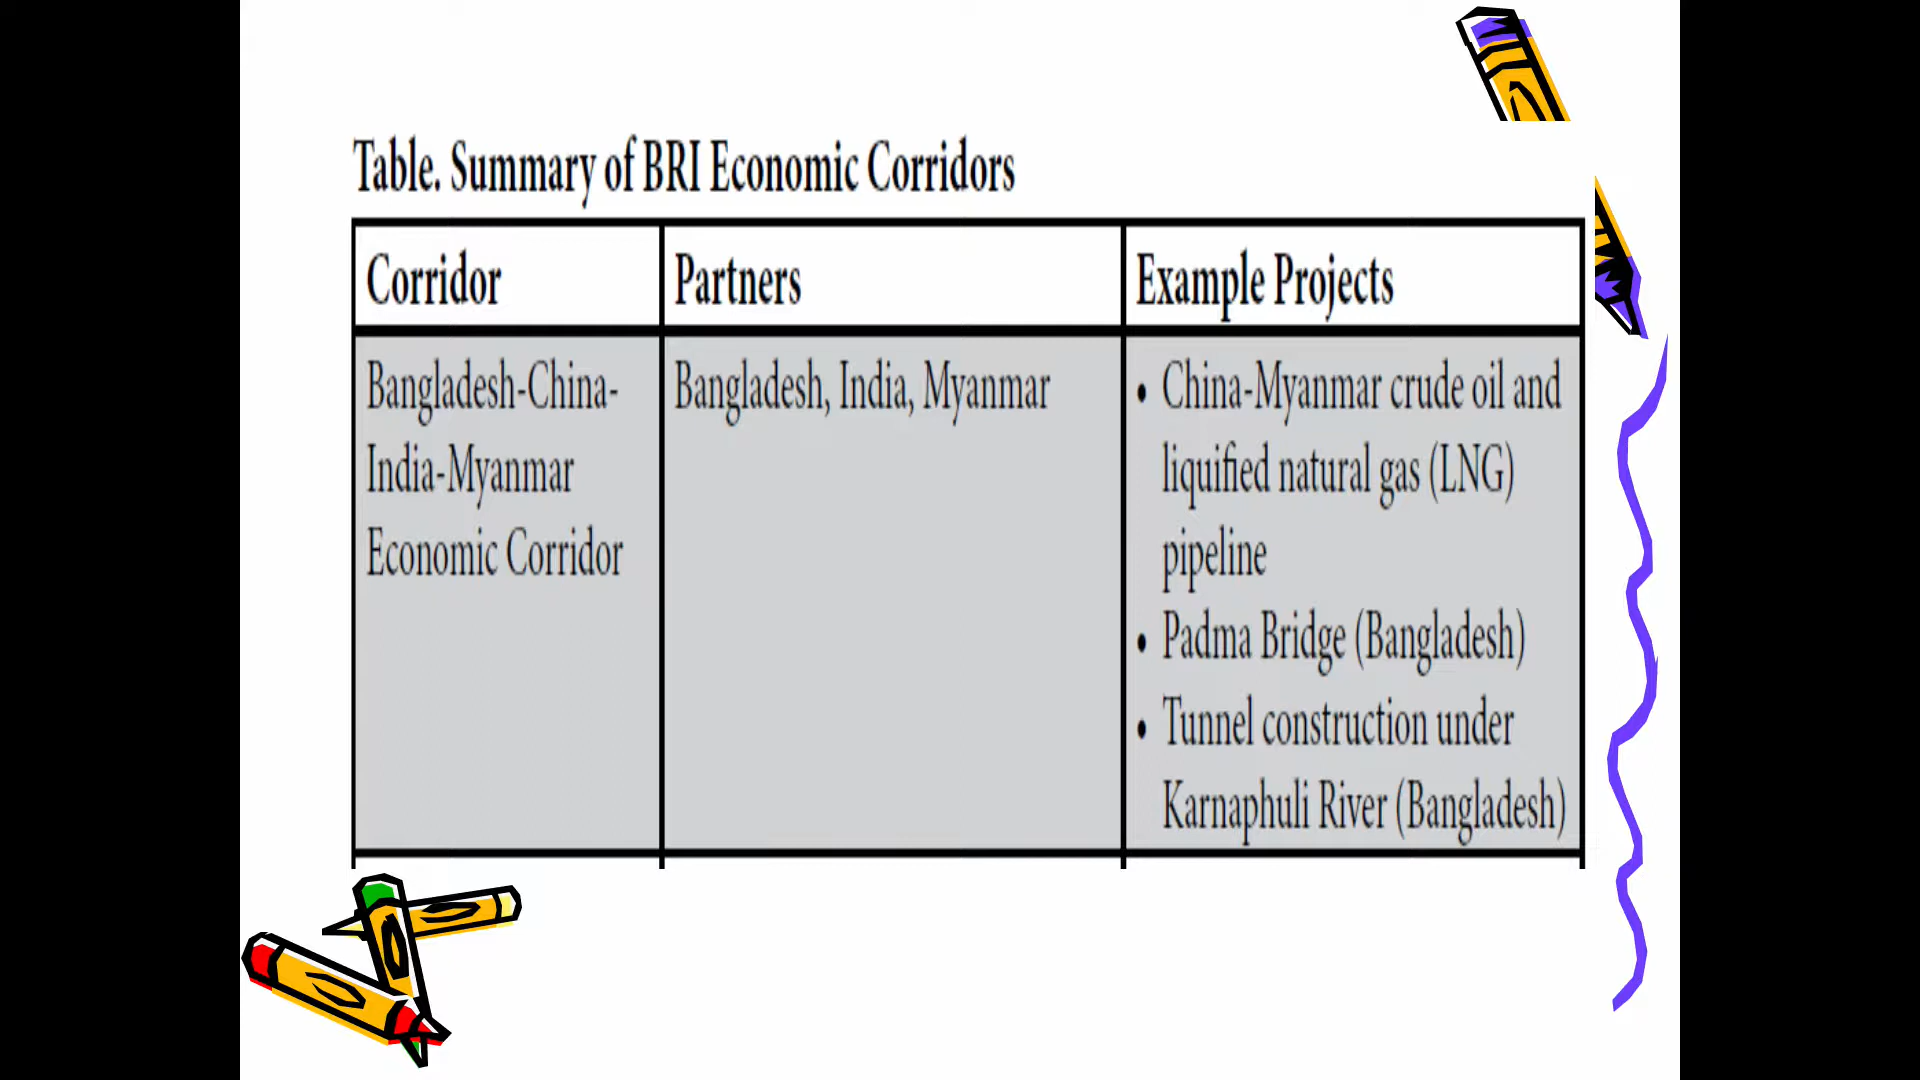 Table. Summary of BRI Economic Corridors
Corridor
Partners
Example Projects
Bangladesh-China-
India-Myanmar
Economic Corridor
Bangladesh, India, Myanmar
• China-Myanmar crude oil and
liquified natural gas (LNG)
pipeline
• Padma Bridge (Bangladesh)
• Tunnel construction under
Karnaphuli River (Bangladesh)